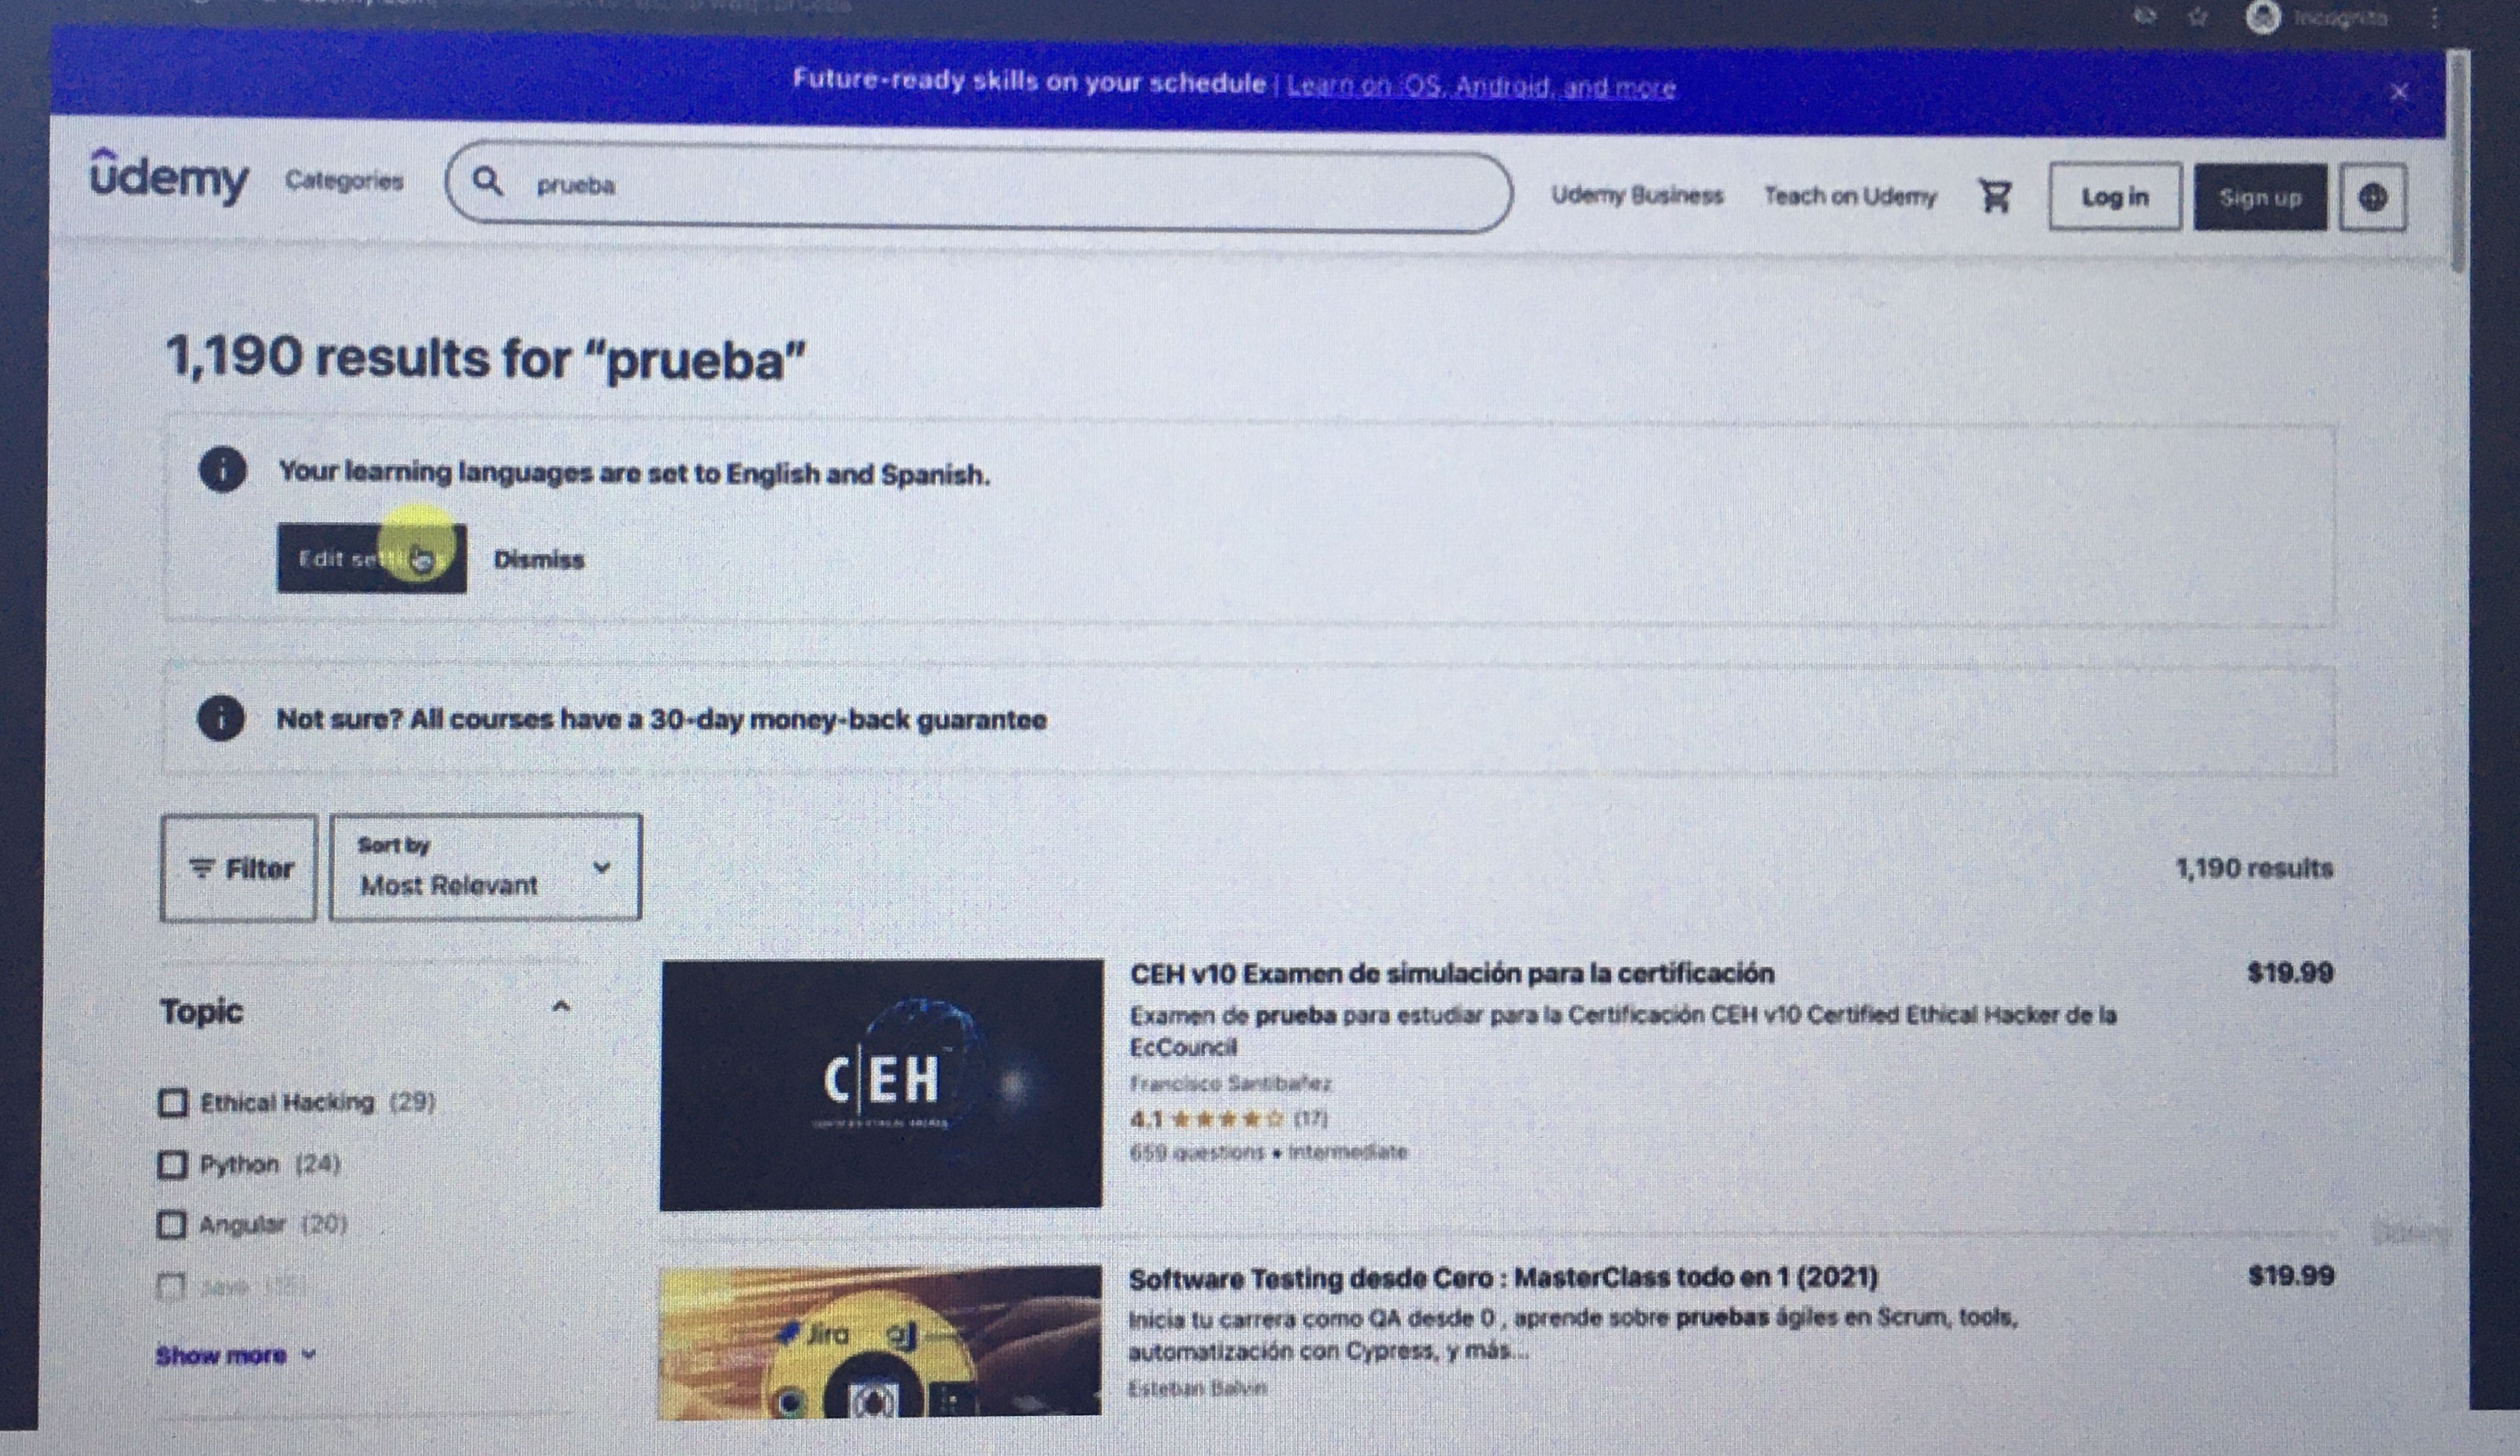 Incognito
Future-ready skills on your schedule | Learn on iOS, Android, and more
udemy
Categories
prueba
Udemy Business
Teach on Udemy
Log in
Sign up
1,190 results for “prueba”
Your learning languages are set to English and Spanish.
Edit
Dismiss
Not sure? All courses have a 30-day money-back guarantee
Filter
Sort by
Most Relevant
1,190 results
Topic
Ethical Hacking (29)
Python (24)
Angular (20)
Show more
C|EH
CEH v10 Examen de simulación para la certificación
$19.99
Examen de prueba para estudiar para la Certificación CEH v10 Certified Ethical Hacker de la
EcCouncil
Francisco Santibañez
4.1 (17)
659 questions • Intermediate
Jira
Software Testing desde Cero : MasterClass todo en 1 (2021)
$19.99
Inicia tu carrera como QA desde 0 , aprende sobre pruebas ágiles en Scrum, tools,
automatización con Cypress, y más...
Esteban